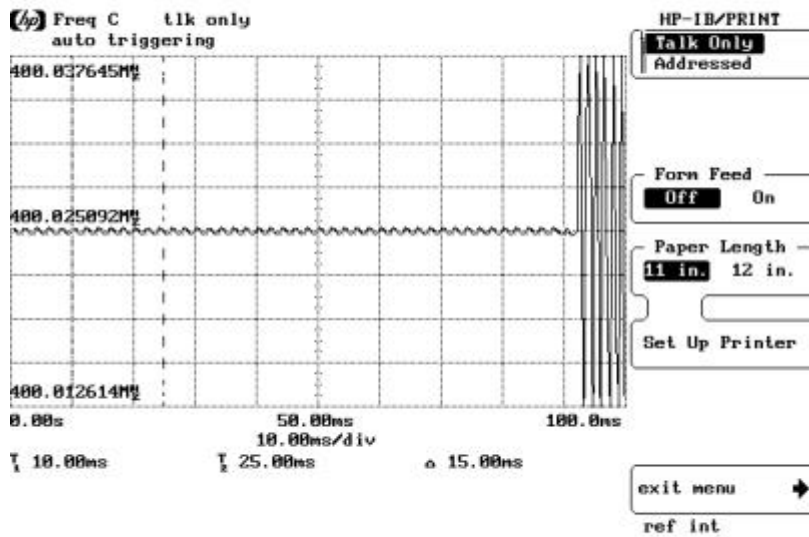 hp Freq C tlk only
auto triggering
HP-IB/PRINT
Talk Only
Addressed
400.037645MHz
Form Feed
Off On
400.025092MHz
Paper Length
11 in. 12 in.
Set Up Printer
400.012614MHz
0.00s 50.00ms 100.0ms
10.00ms/div
T1 10.00ms T2 25.00ms Δ 15.00ms
exit menu
ref int